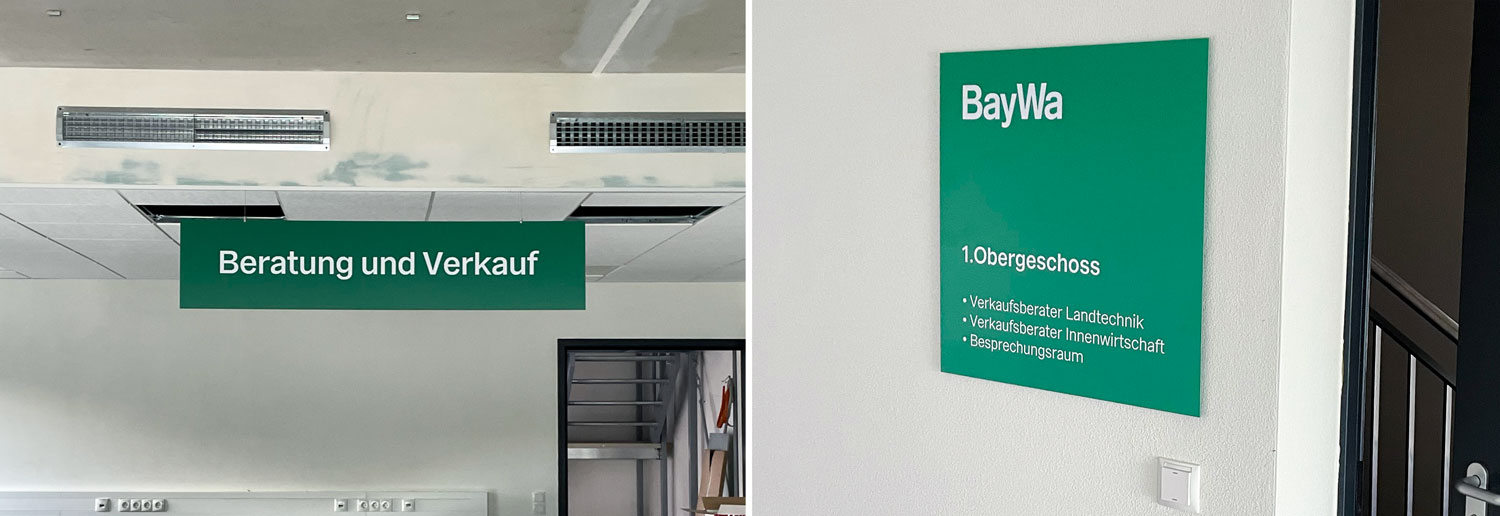 Beratung und Verkauf
BayWa
1.Obergeschoss
• Verkaufsberater Landtechnik
• Verkaufsberater Innenwirtschaft
• Besprechungsraum